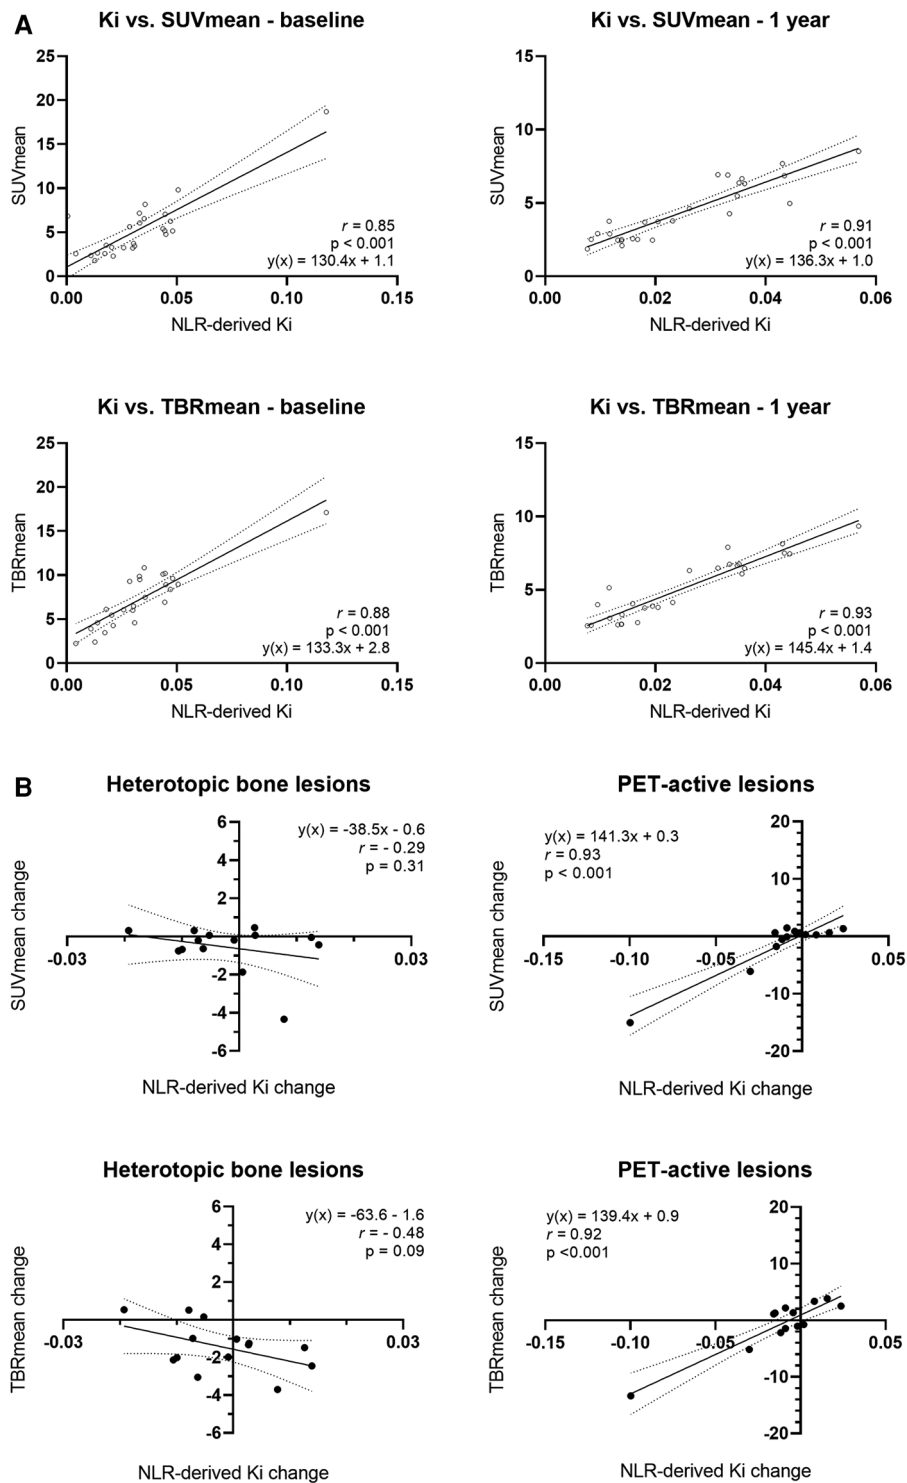 A
Ki vs. SUVmean - baseline
25
20
15
10
5
0
SUVmean
r = 0.85
p < 0.001
y(x) = 130.4x + 1.1
0.00 0.05 0.10 0.15
NLR-derived Ki
Ki vs. SUVmean - 1 year
15
10
5
0
SUVmean
r = 0.91
p < 0.001
y(x) = 136.3x + 1.0
0.00 0.02 0.04 0.06
NLR-derived Ki
Ki vs. TBRmean - baseline
25
20
15
10
5
0
TBRmean
r = 0.88
p < 0.001
y(x) = 133.3x + 2.8
0.00 0.05 0.10 0.15
NLR-derived Ki
Ki vs. TBRmean - 1 year
15
10
5
0
TBRmean
r = 0.93
p < 0.001
y(x) = 145.4x + 1.4
0.00 0.02 0.04 0.06
NLR-derived Ki
B
Heterotopic bone lesions
y(x) = -38.5x - 0.6
r = - 0.29
p = 0.31
6
4
2
-2
-4
-6
SUVmean change
-0.03 0.03
NLR-derived Ki change
PET-active lesions
y(x) = 141.3x + 0.3
r = 0.93
p < 0.001
20
10
-10
-20
SUVmean change
-0.15 -0.10 -0.05 0.05
NLR-derived Ki change
Heterotopic bone lesions
y(x) = -63.6 - 1.6
r = - 0.48
p = 0.09
6
4
2
-2
-4
-6
TBRmean change
-0.03 0.03
NLR-derived Ki change
PET-active lesions
y(x) = 139.4x + 0.9
r = 0.92
p <0.001
20
10
-10
-20
TBRmean change
-0.15 -0.10 -0.05 0.05
NLR-derived Ki change